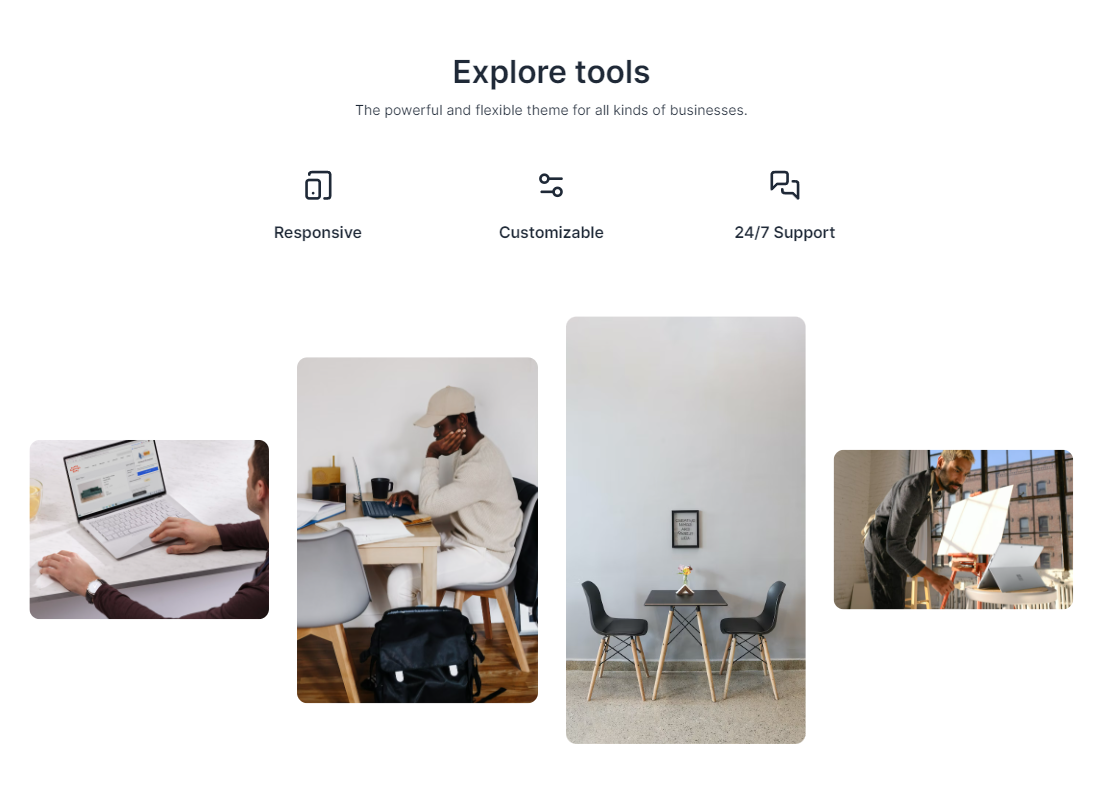 Explore tools
The powerful and flexible theme for all kinds of businesses.
Responsive
Customizable
24/7 Support